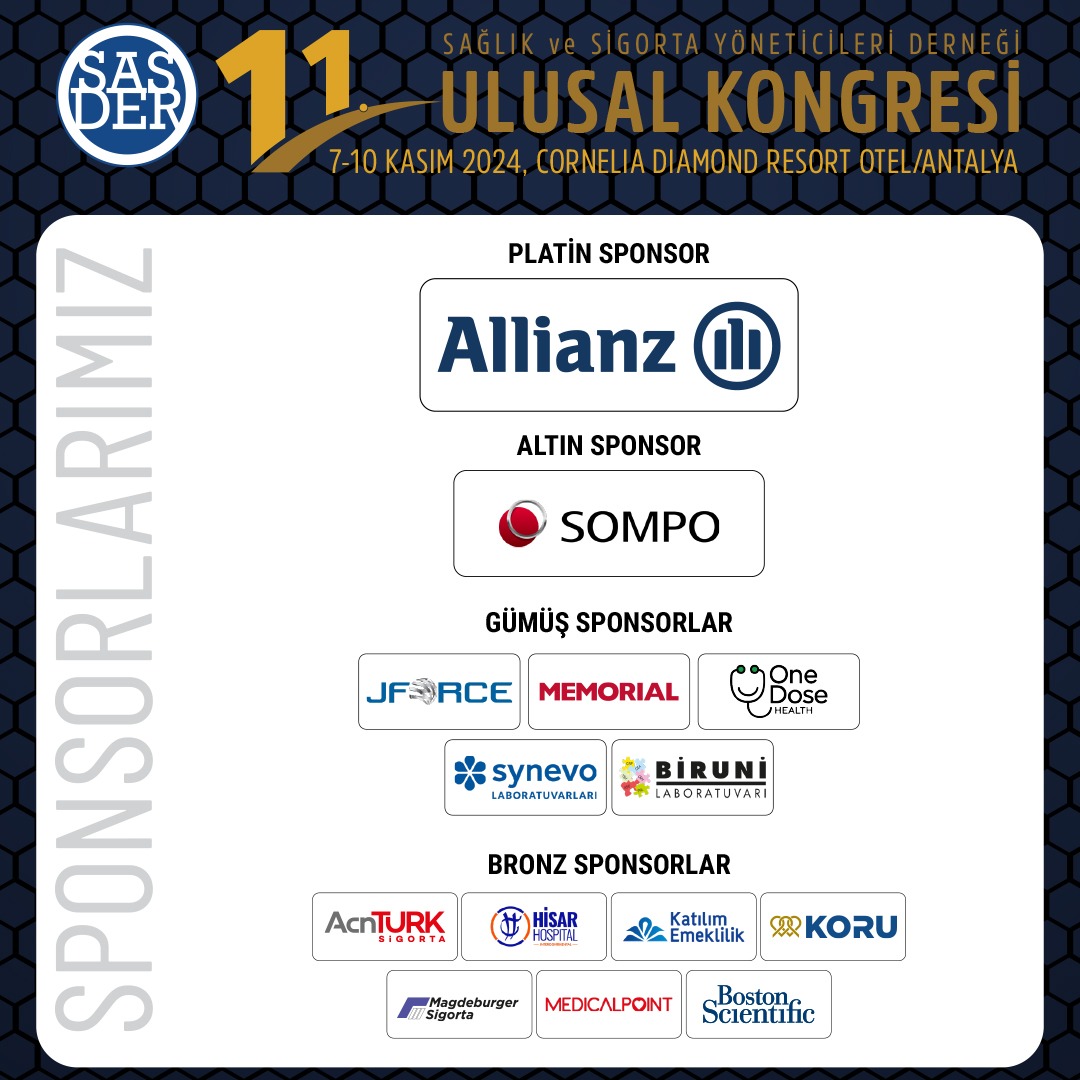 SAS
DER
11.
SAĞLIK ve SİGORTA YÖNETİCİLERİ DERNEĞİ
ULUSAL KONGRESİ
7-10 KASIM 2024, CORNELIA DIAMOND RESORT OTEL/ANTALYA
SPONSORLARIMIZ
PLATİN SPONSOR
Allianz
ALTIN SPONSOR
SOMPO
GÜMÜŞ SPONSORLAR
JFORCE
MEMORIAL
One
Dose
HEALTH
synevo
LABORATUVARLARI
BİRUNİ
LABORATUVARI
BRONZ SPONSORLAR
AcnTURK
SİGORTA
HİSAR
HOSPITAL
Katılım
Emeklilik
KORU
Magdeburger
Sigorta
MEDICALPOINT
Boston
Scientific